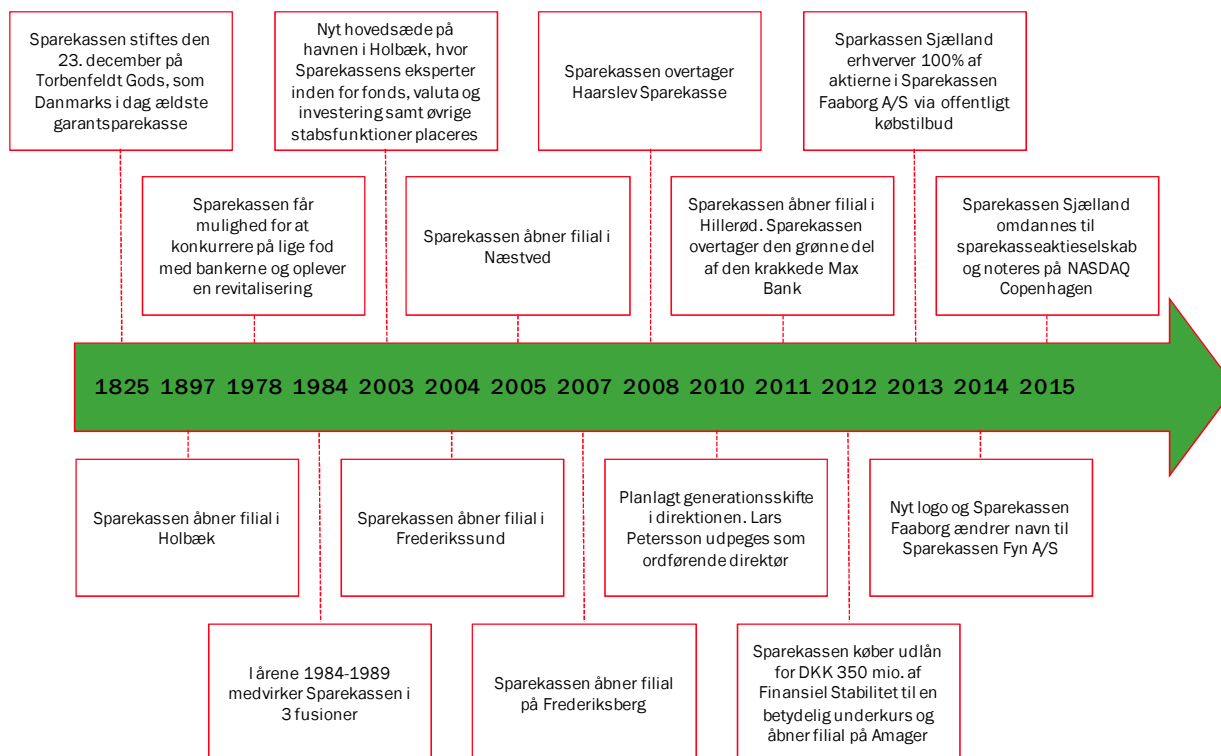 Sparekassen stiftes den
23. december på
Torbenfeldt Gods, som
Danmarks i dag ældste
garantsparekasse
Nyt hovedsæde på
havnen i Holbæk, hvor
Sparekassens eksperter
inden for fonds, valuta og
investering samt øvrige
stabsfunktioner placeres
Sparekassen overtager
Haarslev Sparekasse
Sparkassen Sjælland
erhverver 100% af
aktierne i Sparekassen
Faaborg A/S via offentligt
købstilbud
Sparekassen får
mulighed for at
konkurrere på lige fod
med bankerne og oplever
en revitalisering
Sparekassen åbner filial i
Næstved
Sparekassen åbner filial i
Hillerød. Sparekassen
overtager den grønne del
af den krakkede Max
Bank
Sparekassen Sjælland
omdannes til
sparekasseaktieselskab
og noteres på NASDAQ
Copenhagen
1825 1897 1978 1984 2003 2004 2005 2007 2008 2010 2011 2012 2013 2014 2015
Sparekassen åbner filial i
Holbæk
Sparekassen åbner filial i
Frederikssund
Planlagt generationsskifte
i direktionen. Lars
Petersson udpeges som
ordførende direktør
Nyt logo og Sparekassen
Faaborg ændrer navn til
Sparekassen Fyn A/S
I årene 1984-1989
medvirker Sparekassen i
3 fusioner
Sparekassen åbner filial
på Frederiksberg
Sparekassen køber udlån
for DKK 350 mio. af
Finansiel Stabilitet til en
betydelig underkurs og
åbner filial på Amager